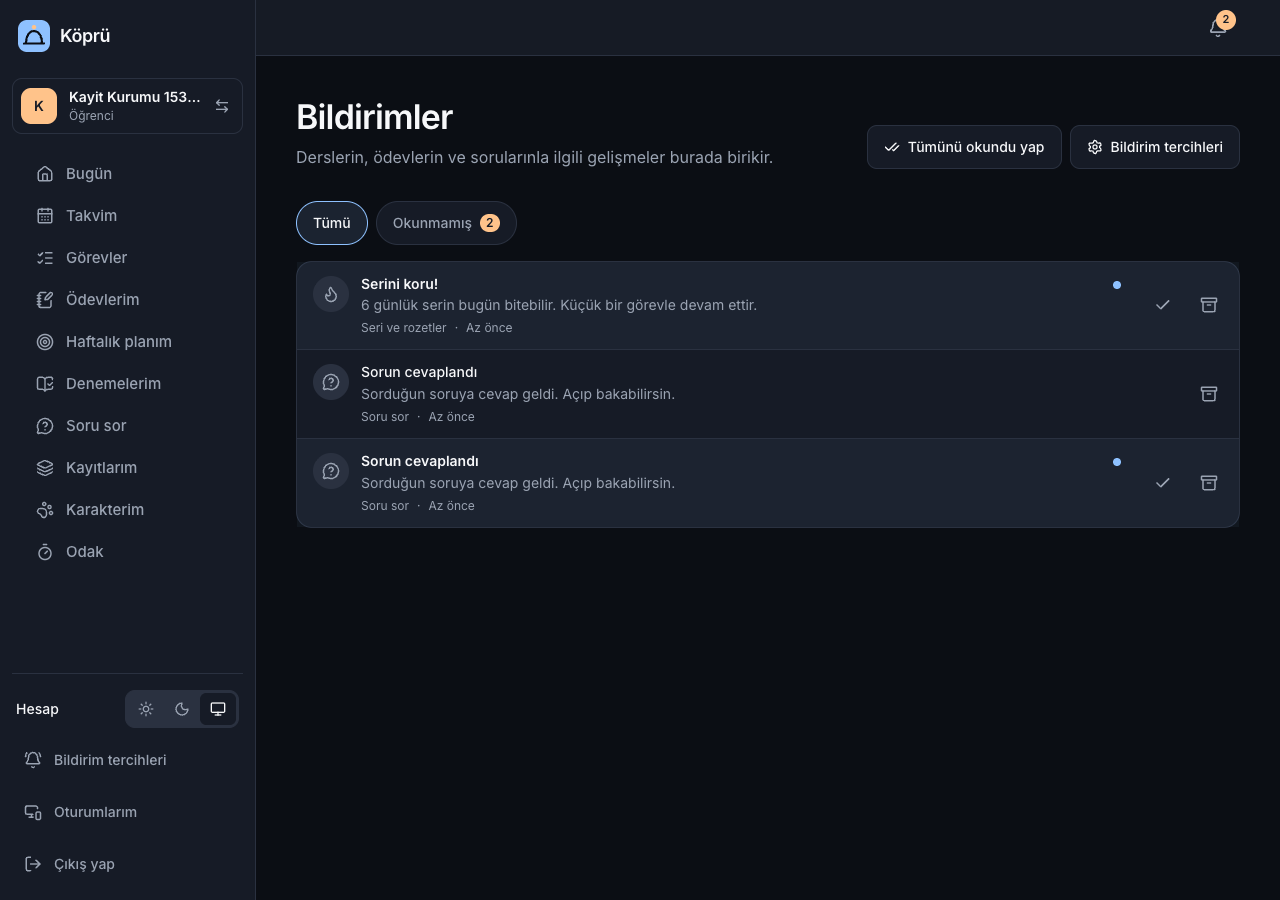 Köprü
2
K
Kayit Kurumu 153...
Öğrenci
Bugün
Takvim
Görevler
Ödevlerim
Haftalık planım
Denemelerim
Soru sor
Kayıtlarım
Karakterim
Odak
Hesap
Bildirim tercihleri
Oturumlarım
Çıkış yap
Bildirimler
Derslerin, ödevlerin ve sorularınla ilgili gelişmeler burada birikir.
Tümünü okundu yap
Bildirim tercihleri
Tümü
Okunmamış 2
Serini koru!
6 günlük serin bugün bitebilir. Küçük bir görevle devam ettir.
Seri ve rozetler · Az önce
Sorun cevaplandı
Sorduğun soruya cevap geldi. Açıp bakabilirsin.
Soru sor · Az önce
Sorun cevaplandı
Sorduğun soruya cevap geldi. Açıp bakabilirsin.
Soru sor · Az önce